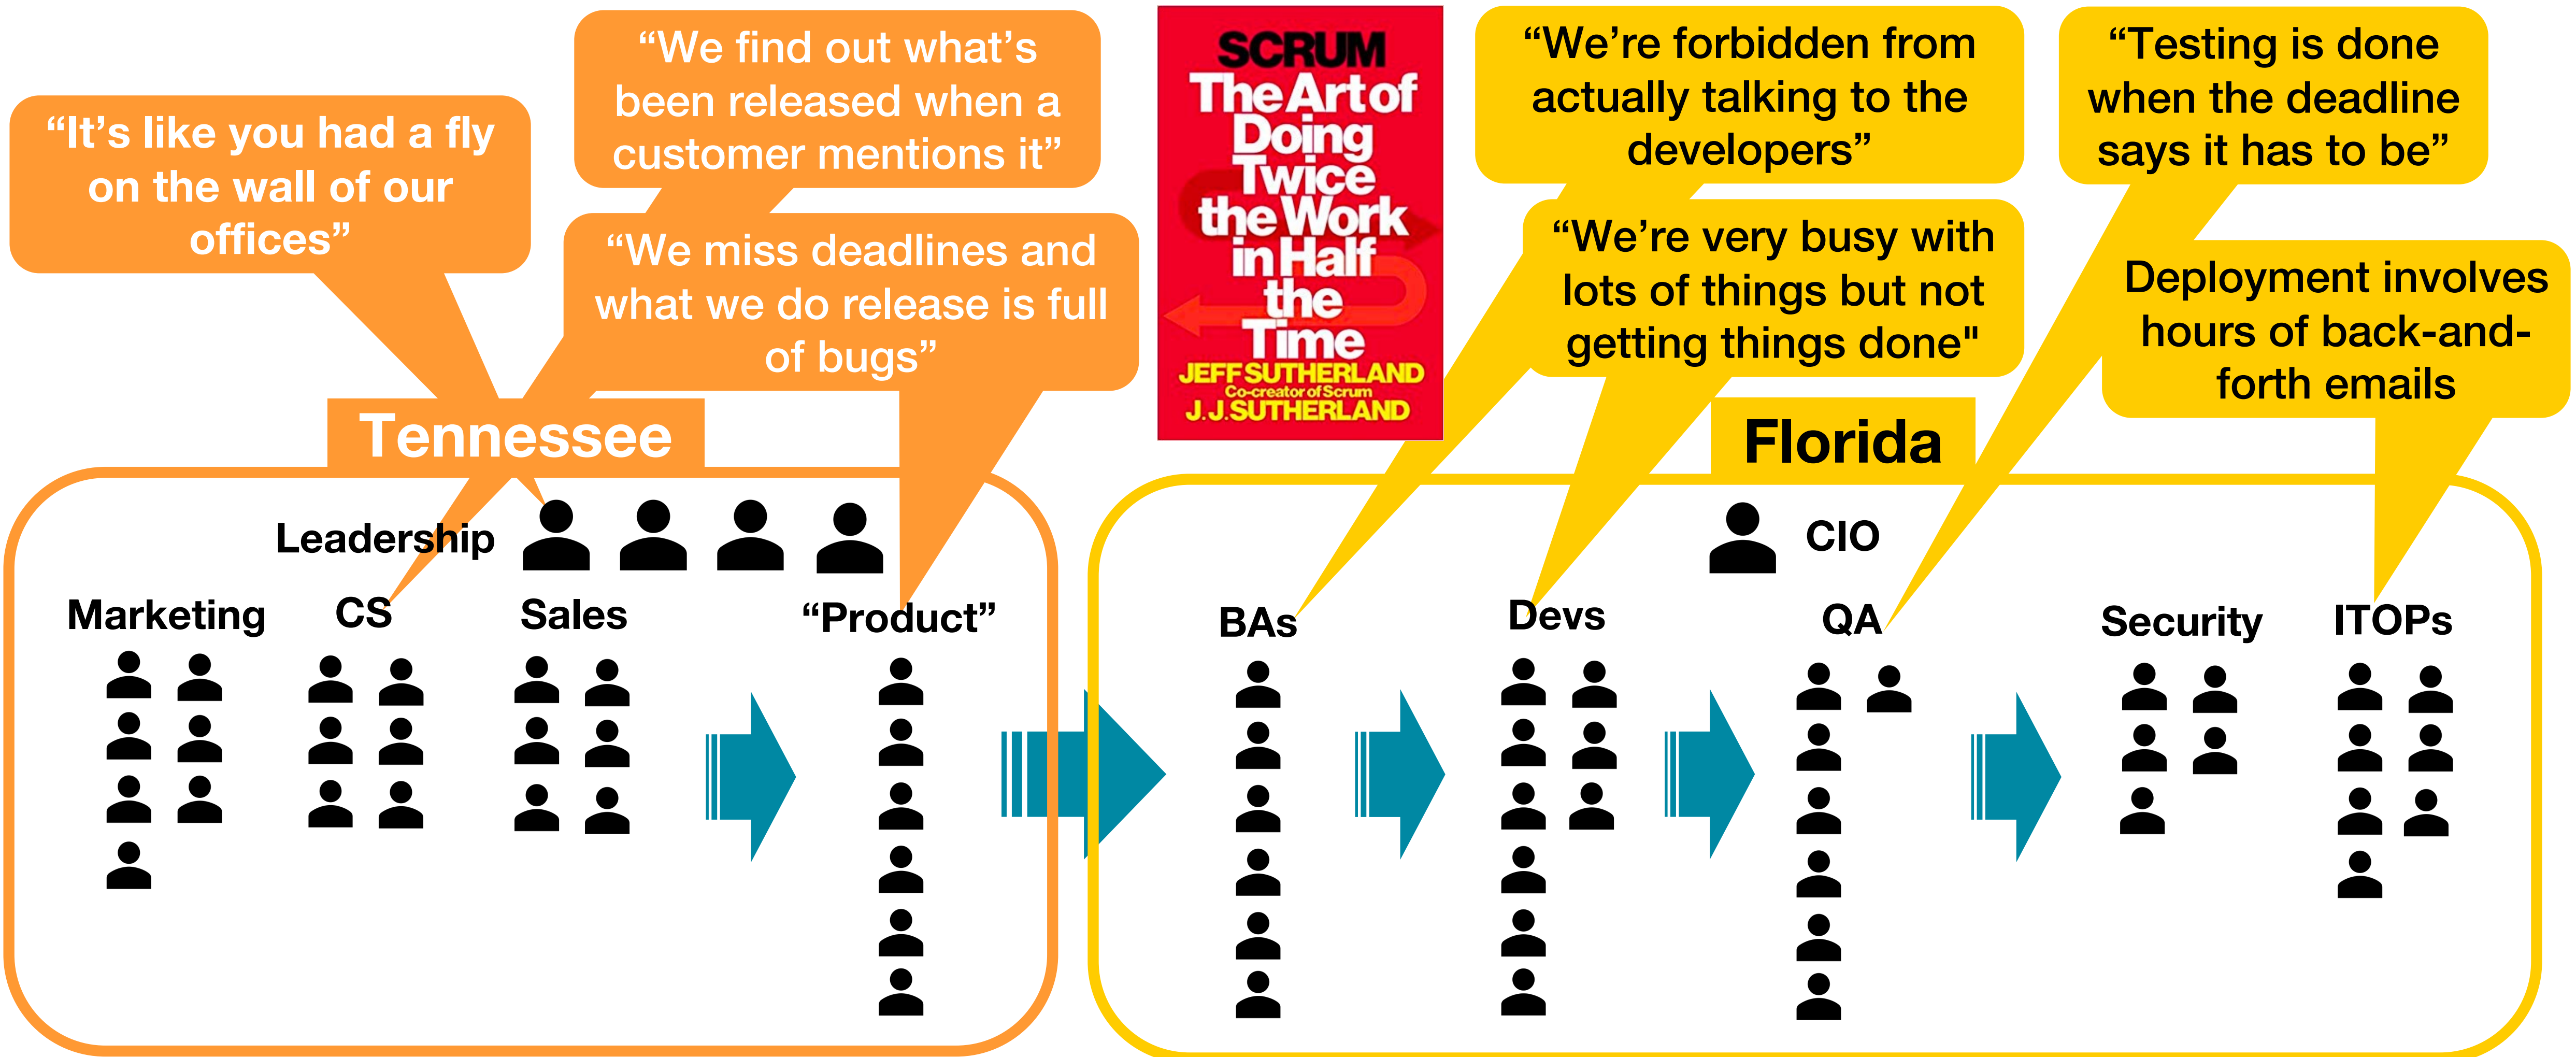 “It’s like you had a fly
on the wall of our
offices”
“We find out what’s
been released when a
customer mentions it”
“We miss deadlines and
what we do release is full
of bugs”
SCRUM
The Art of
Doing
Twice
the Work
in Half
the
Time
JEFF SUTHERLAND
Co-creator of Scrum
J.J. SUTHERLAND
“We’re forbidden from
actually talking to the
developers”
“We’re very busy with
lots of things but not
getting things done"
“Testing is done
when the deadline
says it has to be”
Deployment involves
hours of back-and-
forth emails
Tennessee
Leadership
Marketing
CS
Sales
“Product”
Florida
CIO
BAs
Devs
QA
Security
ITOPs